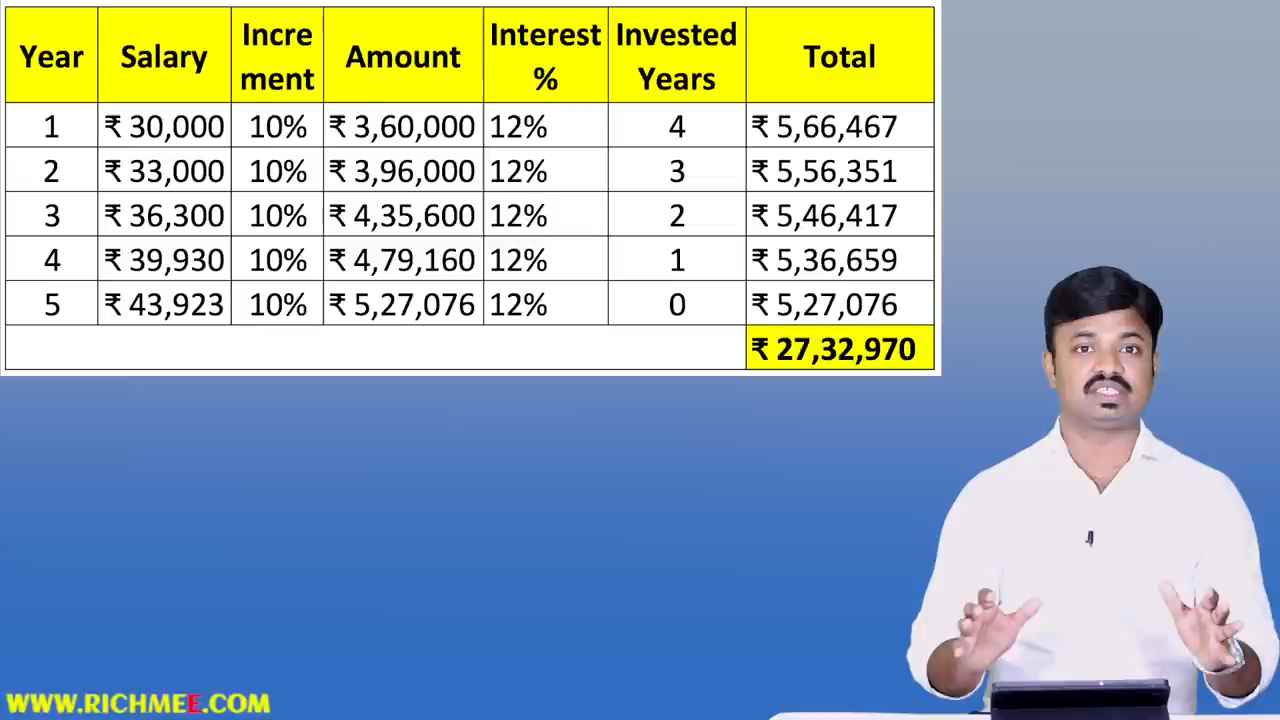 Year Salary Incre ment Amount Interest % Invested Years Total
1 ₹ 30,000 10% ₹ 3,60,000 12% 4 ₹ 5,66,467
2 ₹ 33,000 10% ₹ 3,96,000 12% 3 ₹ 5,56,351
3 ₹ 36,300 10% ₹ 4,35,600 12% 2 ₹ 5,46,417
4 ₹ 39,930 10% ₹ 4,79,160 12% 1 ₹ 5,36,659
5 ₹ 43,923 10% ₹ 5,27,076 12% 0 ₹ 5,27,076
₹ 27,32,970
WWW.RICHMEE.COM